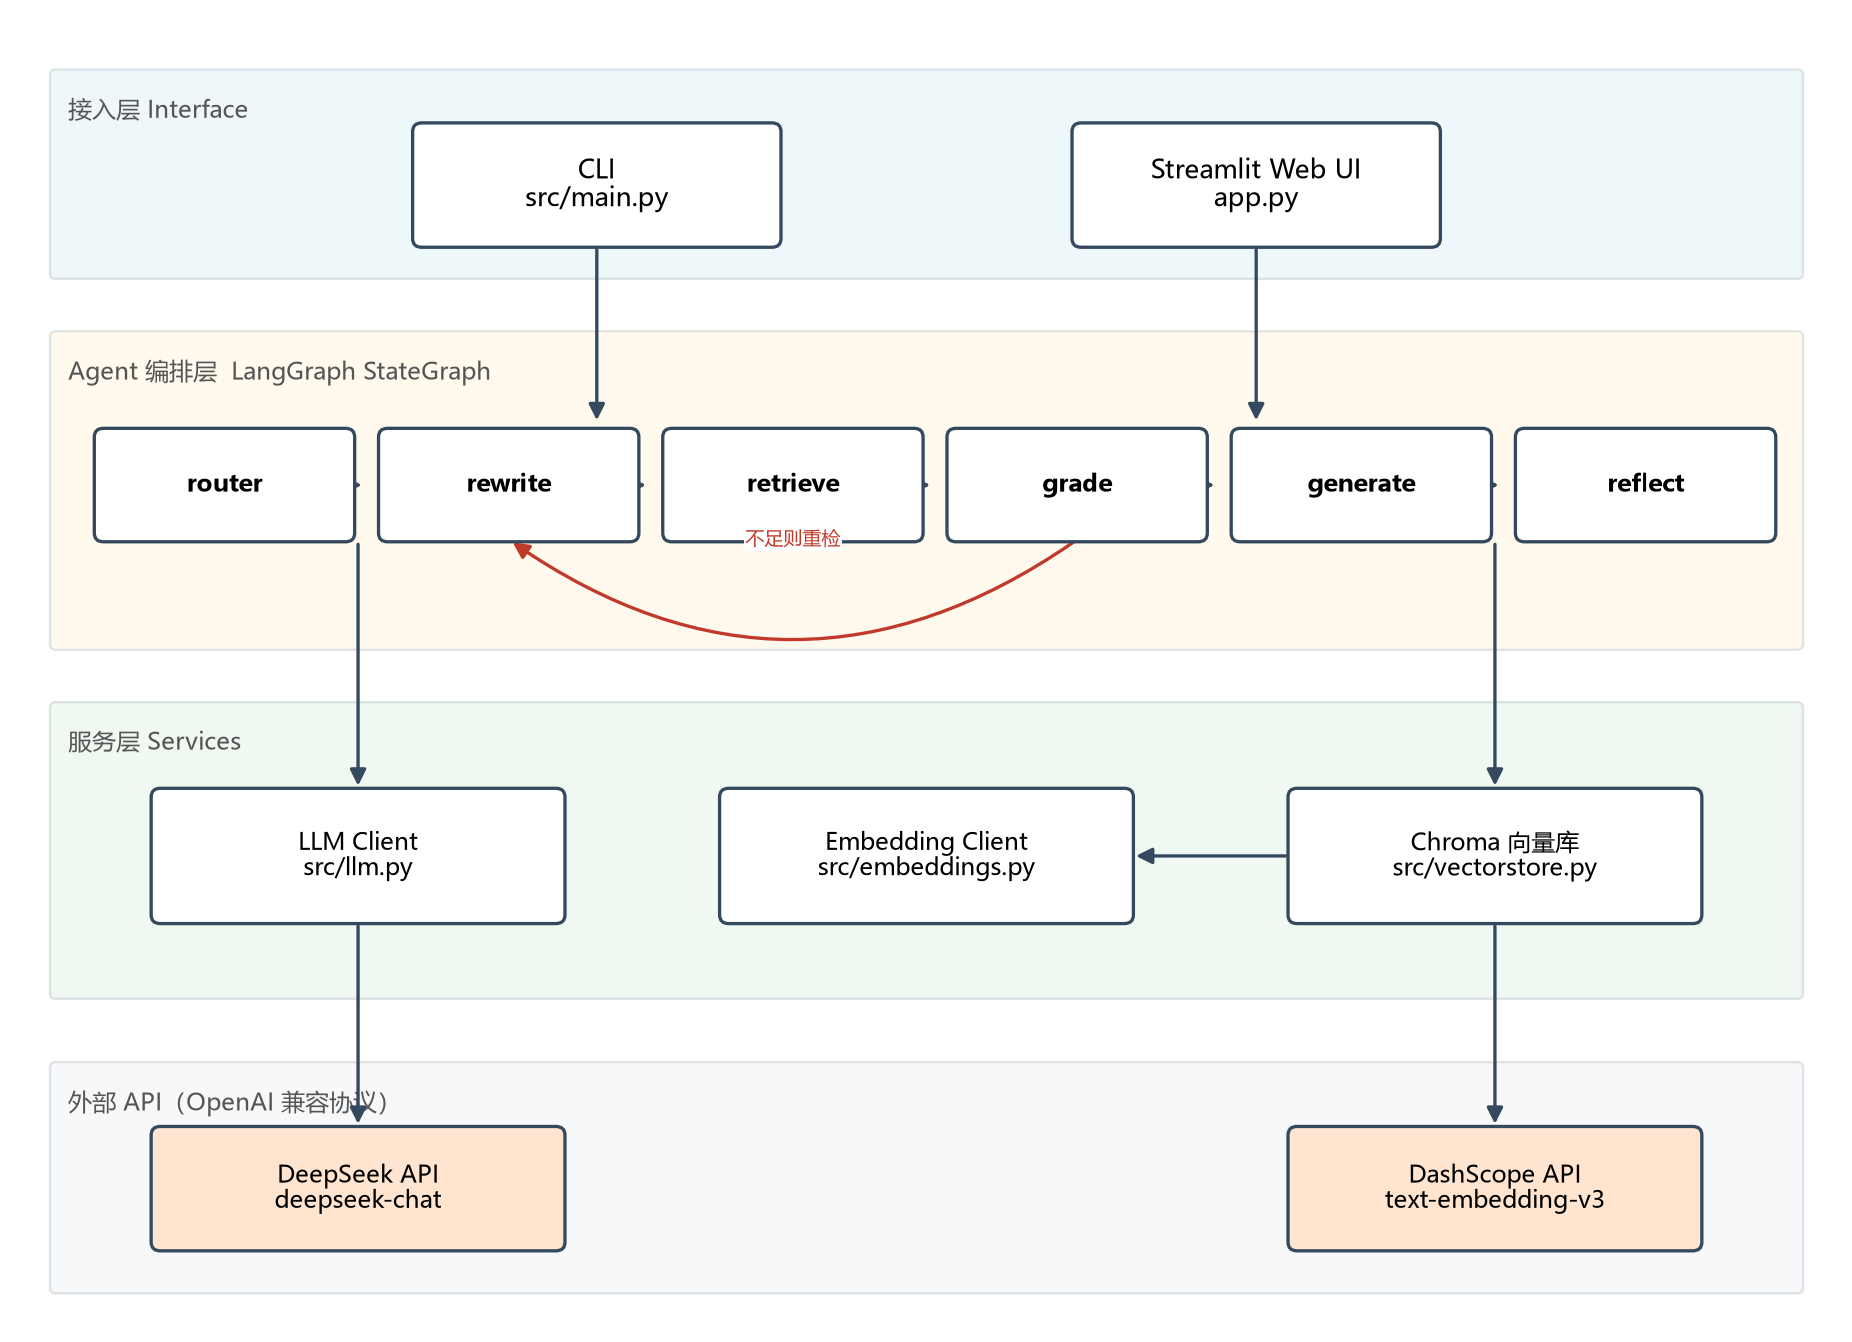 接入层 Interface
CLI
src/main.py
Streamlit Web UI
app.py
Agent 编排层  LangGraph StateGraph
router
rewrite
retrieve
grade
generate
reflect
不足则重检
服务层 Services
LLM Client
src/llm.py
Embedding Client
src/embeddings.py
Chroma 向量库
src/vectorstore.py
外部 API（OpenAI 兼容协议）
DeepSeek API
deepseek-chat
DashScope API
text-embedding-v3